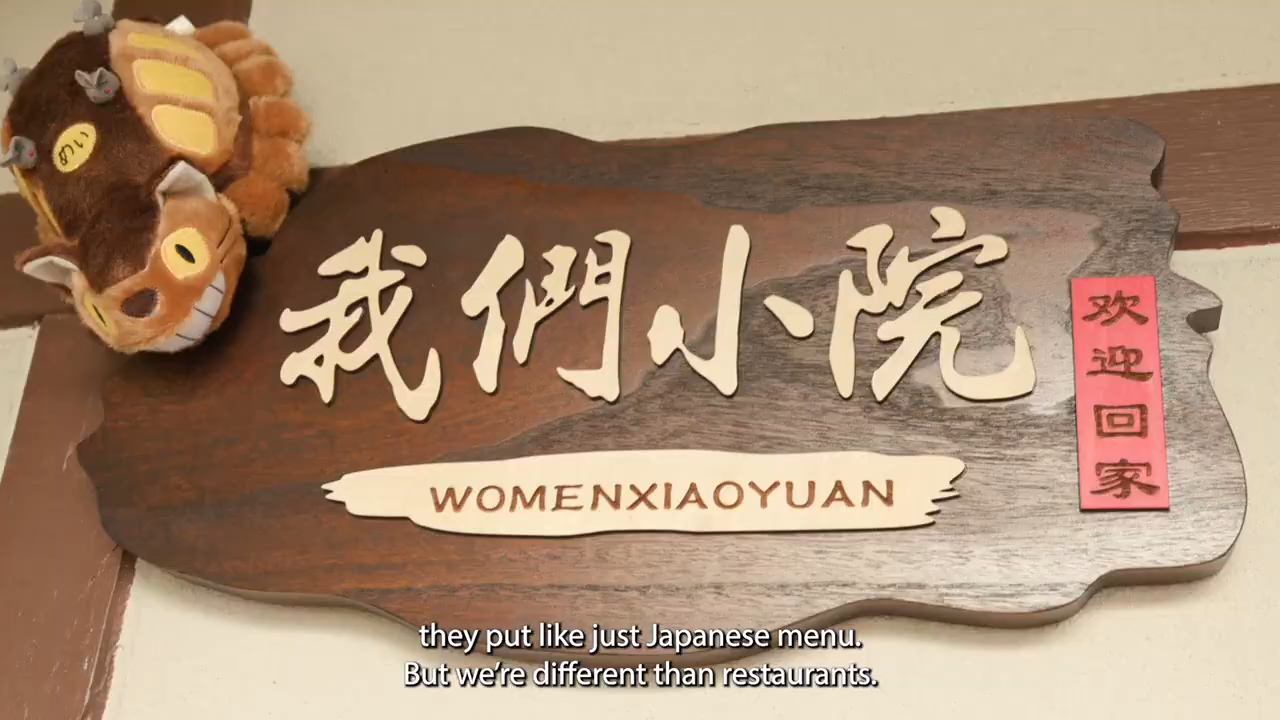 我們小院
WOMENXIAOYUAN
欢迎回家
they put like just Japanese menu.
But we're different than restaurants.